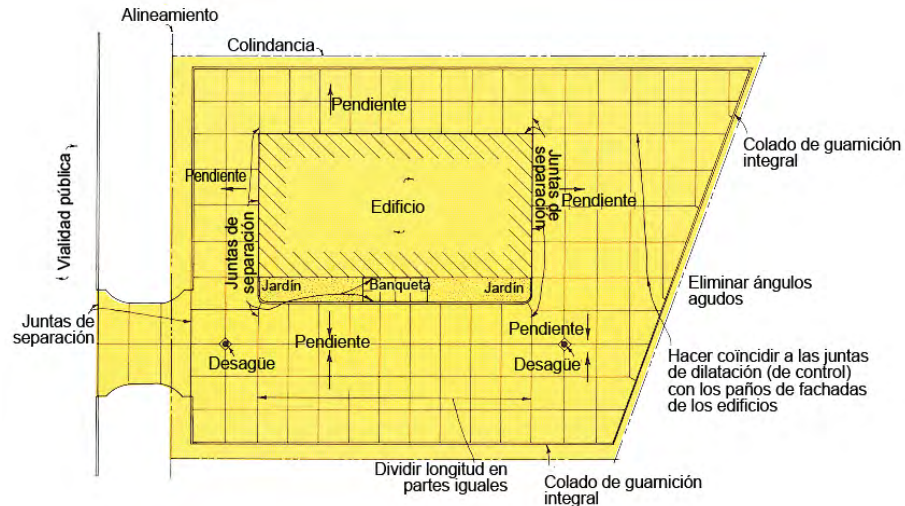 Alineamiento
Colindancia
Pendiente
Colado de guarnición
integral
Vialidad pública
Pendiente
Juntas de
separación
Edificio
Juntas de
separación
Pendiente
Jardín
Banqueta
Jardín
Eliminar ángulos
agudos
Juntas de
separación
Desagüe
Pendiente
Pendiente
Desagüe
Hacer coïncidir a las juntas
de dilatación (de control)
con los paños de fachadas
de los edificios
Dividir longitud en
partes iguales
Colado de guarnición
integral